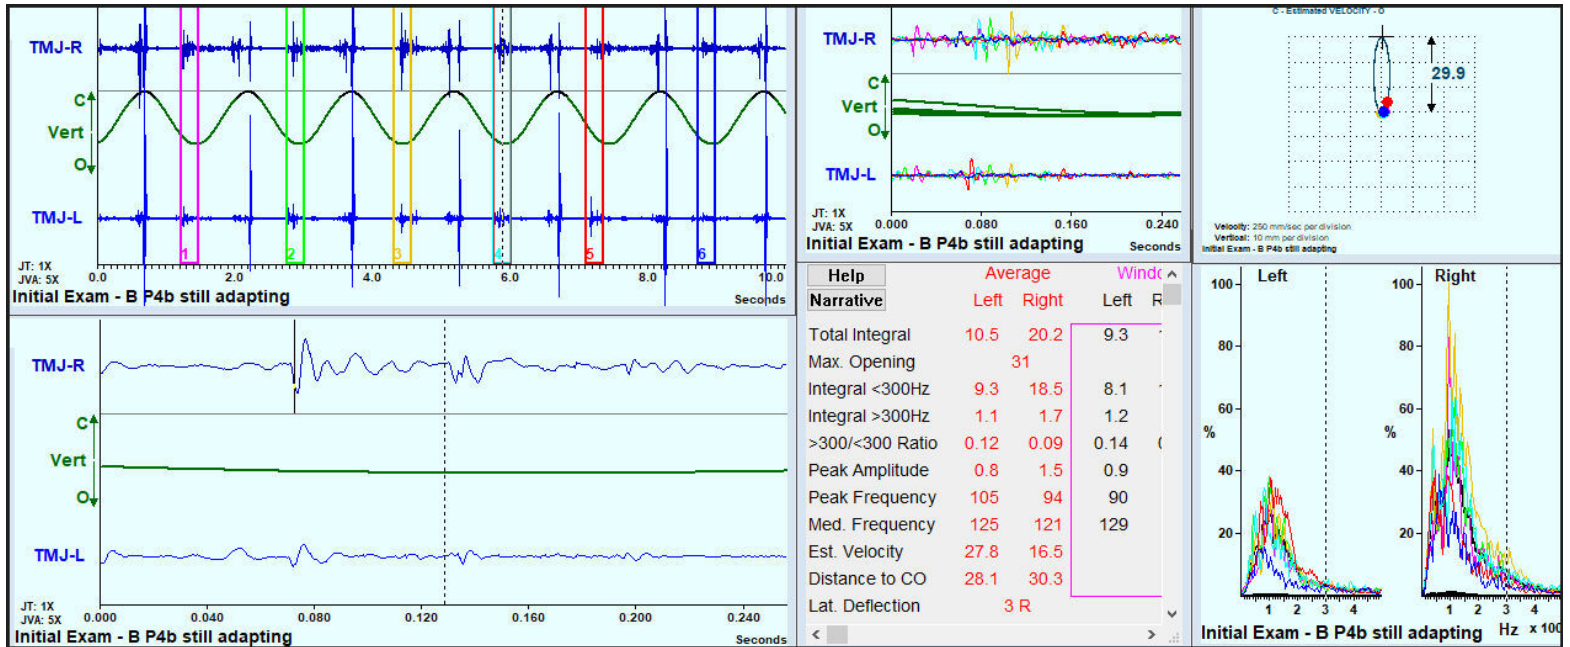 TMJ-R
C
Vert
O
TMJ-L
1 2 3 4 5 6
JT: 1X
JVA: 5X
0.0 2.0 4.0 6.0 8.0 10.0
Initial Exam - B P4b still adapting
Seconds
TMJ-R
C
Vert
O
TMJ-L
JT: 1X
JVA: 5X
0.000 0.080 0.160 0.240
Initial Exam - B P4b still adapting
Seconds
C - Estimated VELOCITY - O
29.9
Velocity: 250 mm/sec per division
Vertical: 10 mm per division
Initial Exam - B P4b still adapting
TMJ-R
C
Vert
O
TMJ-L
JT: 1X
JVA: 5X
0.000 0.040 0.080 0.120 0.160 0.200 0.240
Initial Exam - B P4b still adapting
Seconds
Help Average Windo
Narrative Left Right Left R
Total Integral 10.5 20.2 9.3
Max. Opening 31
Integral <300Hz 9.3 18.5 8.1
Integral >300Hz 1.1 1.7 1.2
>300/<300 Ratio 0.12 0.09 0.14
Peak Amplitude 0.8 1.5 0.9
Peak Frequency 105 94 90
Med. Frequency 125 121 129
Est. Velocity 27.8 16.5
Distance to CO 28.1 30.3
Lat. Deflection 3 R
Left Right
100 100
80 80
60 60
% %
40 40
20 20
1 2 3 4 1 2 3 4
Initial Exam - B P4b still adapting Hz x 100